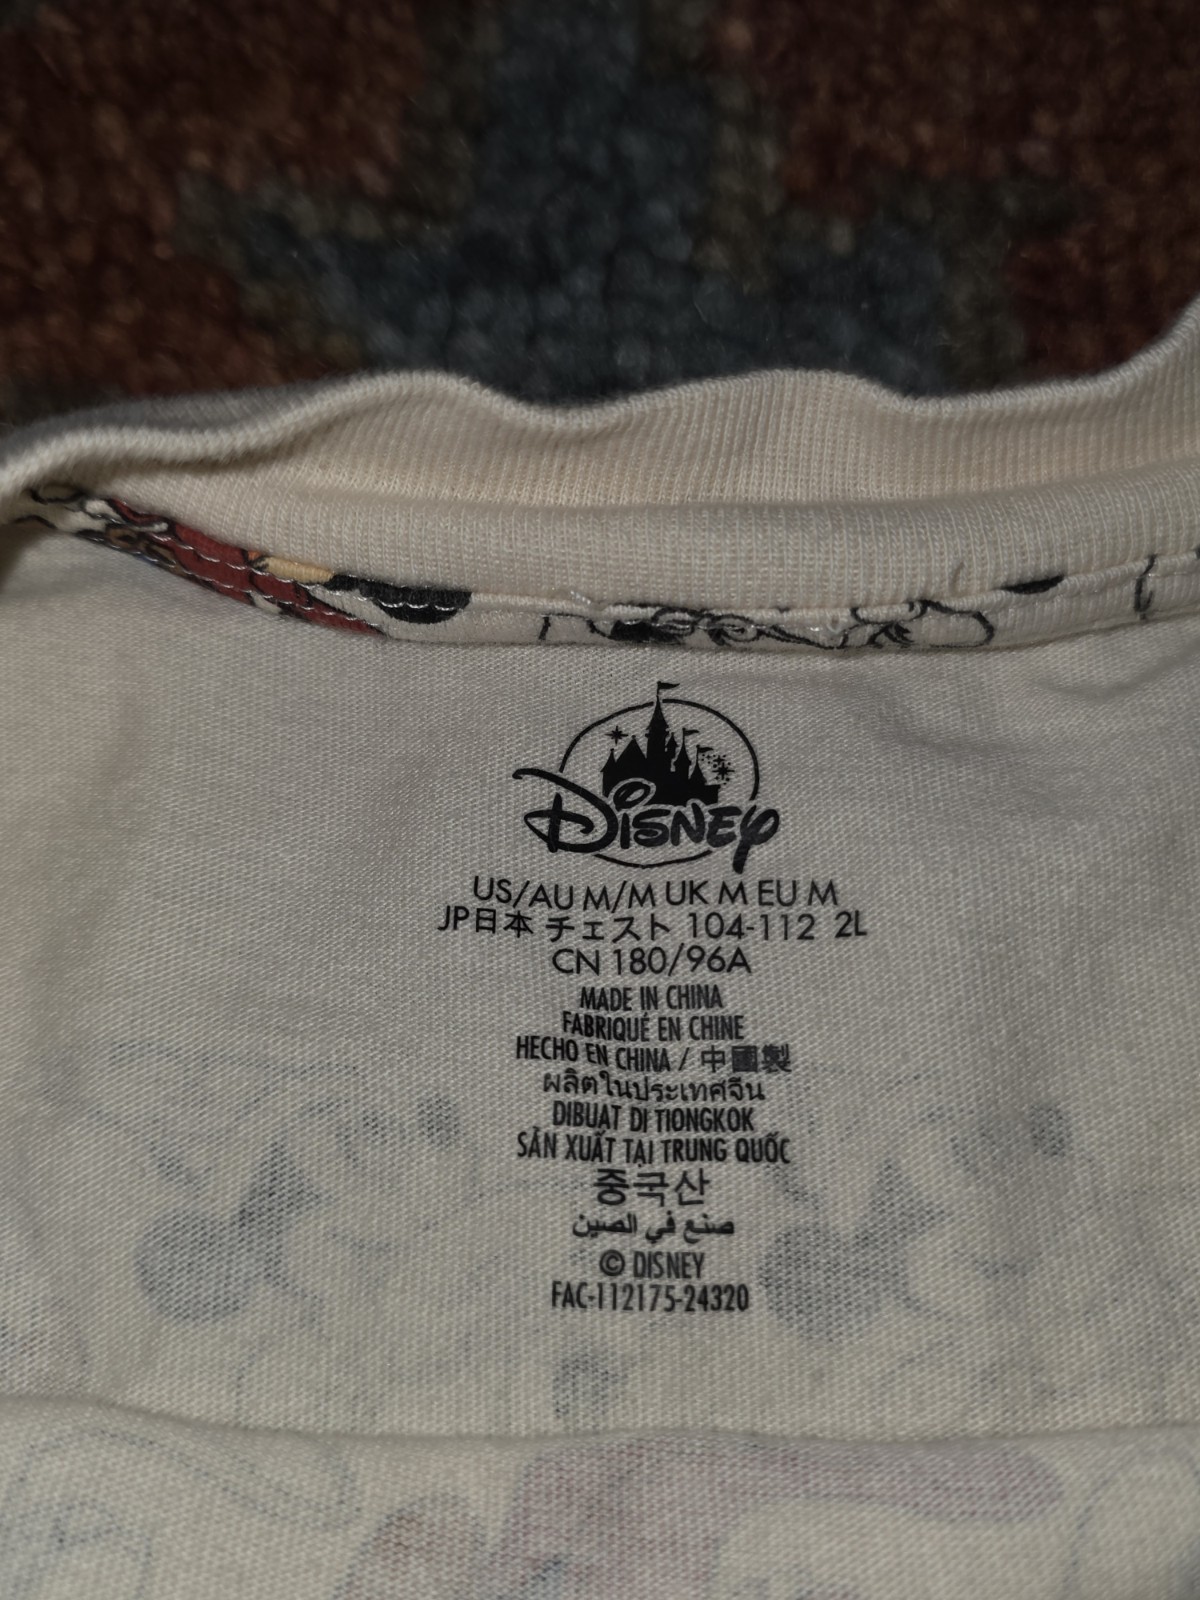 Disney
US/AU M/M UK M EU M
JP日本 チェスト 104-112 2L
CN 180/96A
MADE IN CHINA
FABRIQUÉ EN CHINE
HECHO EN CHINA / 中國製
ผลิตในประเทศจีน
DIBUAT DI TIONGKOK
SẢN XUẤT TẠI TRUNG QUỐC
중국산
صنع في الصين
© DISNEY
FAC-112175-24320